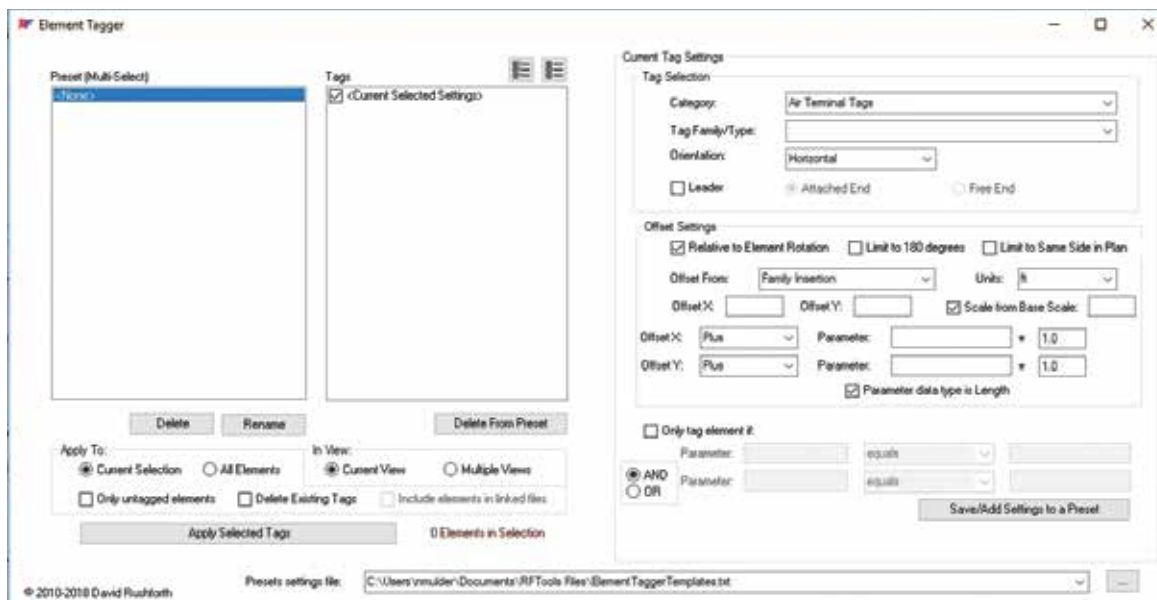 Element Tagger
Preset (Multi-Select)
<None>
Tags
<Current Selected Settings>
Delete
Rename
Delete From Preset
Apply To:
Current Selection
All Elements
In View:
Current View
Multiple Views
Only untagged elements
Delete Existing Tags
Include elements in linked files
Apply Selected Tags
0 Elements in Selection
Current Tag Settings
Tag Selection
Category: Air Terminal Tags
Tag Family/Type:
Orientation: Horizontal
Leader
Attached End
Free End
Offset Settings
Relative to Element Rotation
Limit to 180 degrees
Limit to Same Side in Plan
Offset From: Family Insertion
Units: ft
Offset X:
Offset Y:
Scale from Base Scale:
Offset X: Plus
Parameter:
* 1.0
Offset Y: Plus
Parameter:
* 1.0
Parameter data type is Length
Only tag element if:
Parameter: equals
AND
OR
Parameter: equals
Save/Add Settings to a Preset
Presets settings file: C:\Users\nmulder\Documents\RFTools Files\ElementTaggerTemplates.txt
...
© 2010-2018 David Rushforth